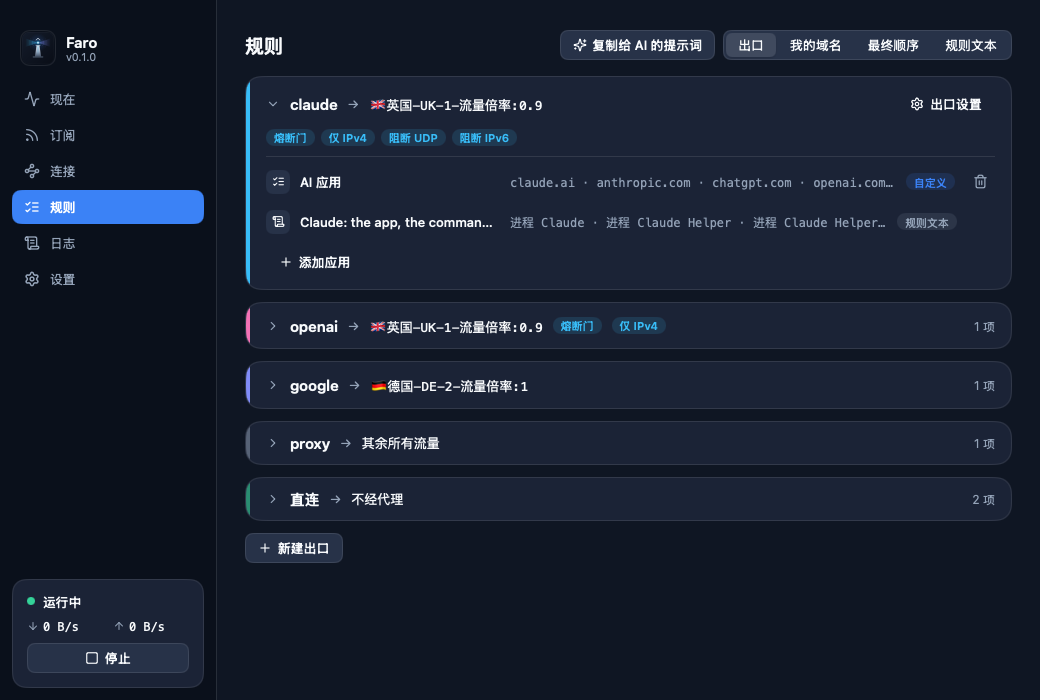 Faro
v0.1.0
现在
订阅
连接
规则
日志
设置
运行中
0 B/s 0 B/s
停止
规则
复制给 AI 的提示词
出口 我的域名 最终顺序 规则文本
claude → 🇬🇧英国—UK—1—流量倍率:0.9 出口设置
熔断门 仅 IPv4 阻断 UDP 阻断 IPv6
AI 应用 claude.ai · anthropic.com · chatgpt.com · openai.com… 自定义
Claude: the app, the comman... 进程 Claude · 进程 Claude Helper · 进程 Claude Helper… 规则文本
+ 添加应用
openai → 🇬🇧英国—UK—1—流量倍率:0.9 熔断门 仅 IPv4 1 项
google → 🇩🇪德国—DE—2—流量倍率:1 1 项
proxy → 其余所有流量 1 项
直连 → 不经代理 2 项
+ 新建出口